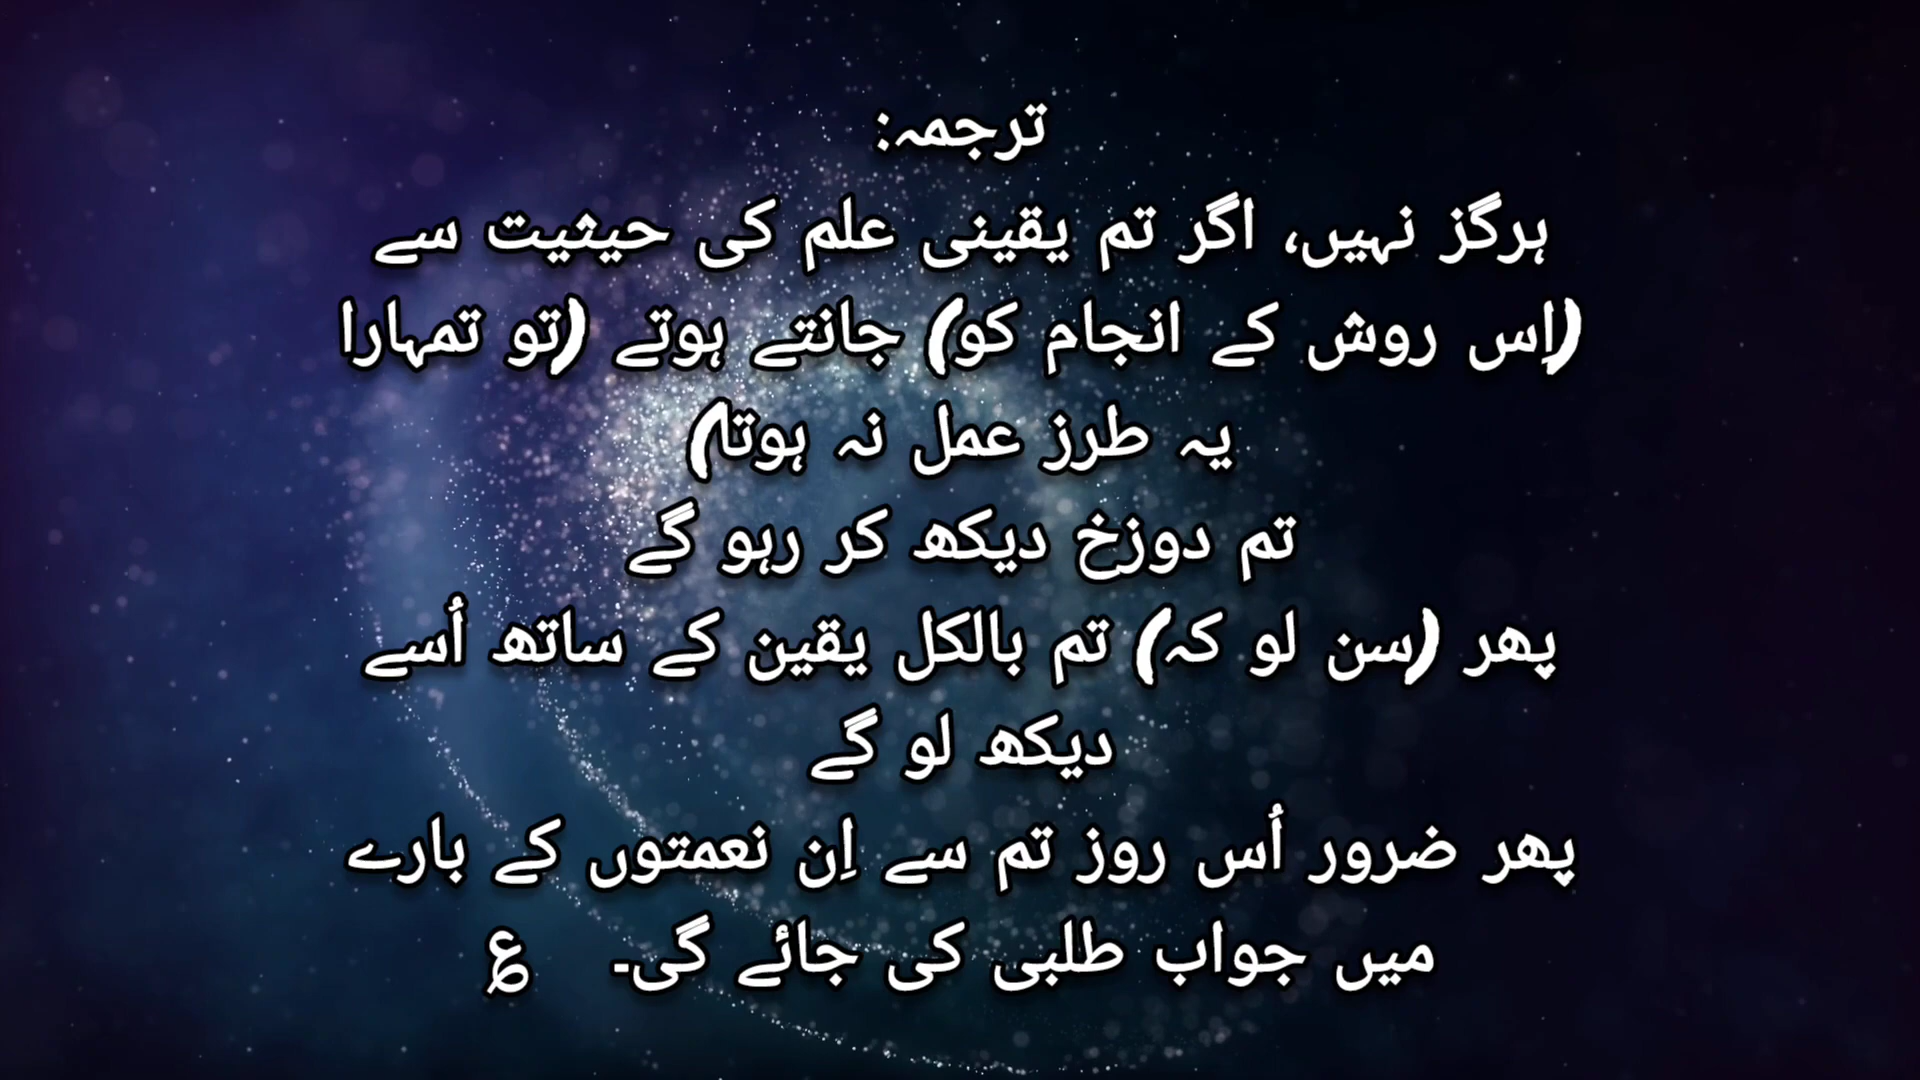 ترجمہ:
ہرگز نہیں، اگر تم یقینی علم کی حیثیت سے
(اِس روش کے انجام کو) جانتے ہوتے (تو تمہارا
یہ طرز عمل نہ ہوتا)
تم دوزخ دیکھ کر رہو گے
پھر (سن لو کہ) تم بالکل یقین کے ساتھ اُسے
دیکھ لو گے
پھر ضرور اُس روز تم سے اِن نعمتوں کے بارے
میں جواب طلبی کی جائے گی۔ ؏